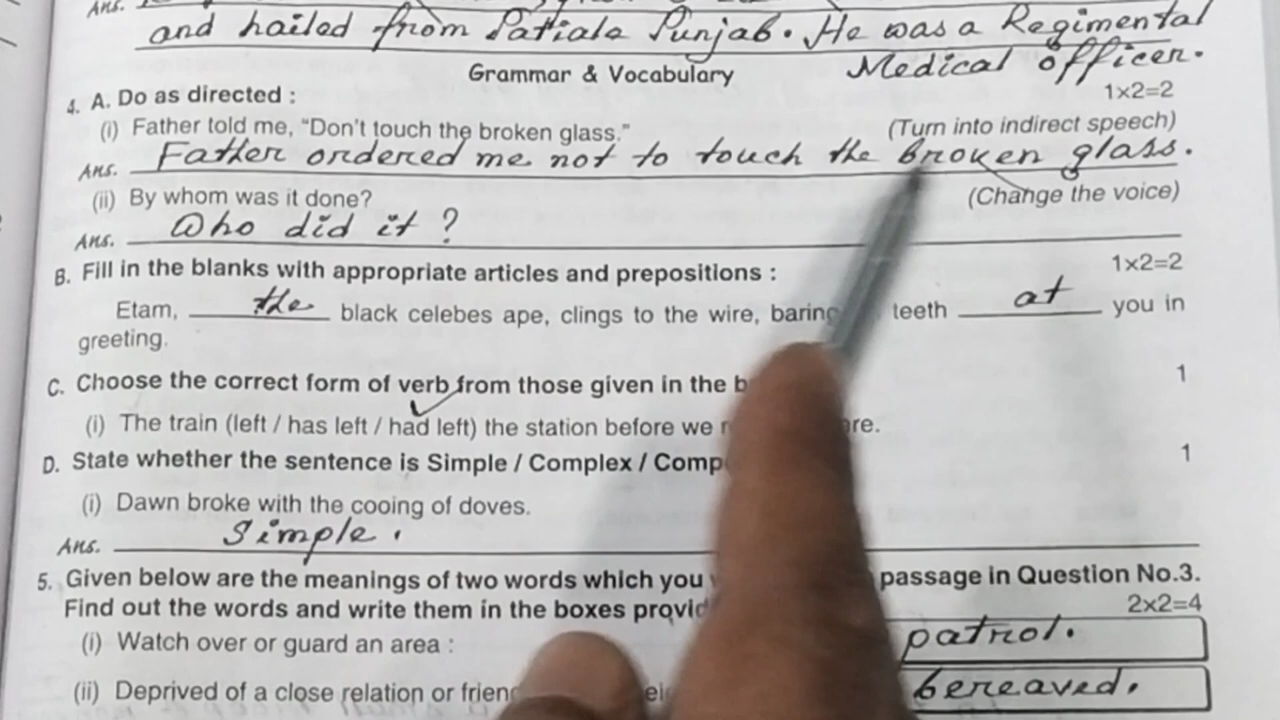 Ans.
and hailed from Patiala Punjab. He was a Regimental
Medical officer.
Grammar & Vocabulary
4. A. Do as directed : 1×2=2
(i) Father told me, “Don't touch the broken glass.” (Turn into indirect speech)
Ans. Father ordered me not to touch the broken glass.
(ii) By whom was it done? (Change the voice)
Ans. Who did it ?
B. Fill in the blanks with appropriate articles and prepositions : 1×2=2
Etam, the black celebes ape, clings to the wire, baring teeth at you in
greeting.
C. Choose the correct form of verb from those given in the 1
(i) The train (left / has left / had left) the station before we
D. State whether the sentence is Simple / Complex / 1
(i) Dawn broke with the cooing of doves.
Ans. Simple.
5. Given below are the meanings of two words which you passage in Question No.3.
Find out the words and write them in the boxes 2×2=4
(i) Watch over or guard an area : patrol.
(ii) Deprived of a close relation or bereaved.